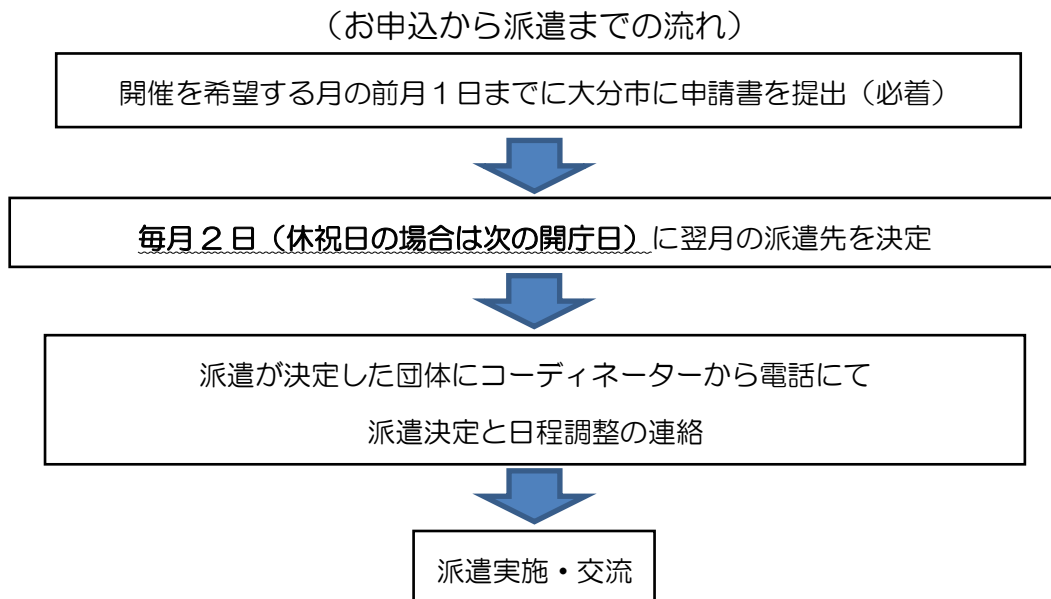 （お申込から派遣までの流れ）
開催を希望する月の前月１日までに大分市に申請書を提出（必着）
毎月２日（休祝日の場合は次の開庁日）に翌月の派遣先を決定
派遣が決定した団体にコーディネーターから電話にて
派遣決定と日程調整の連絡
派遣実施・交流